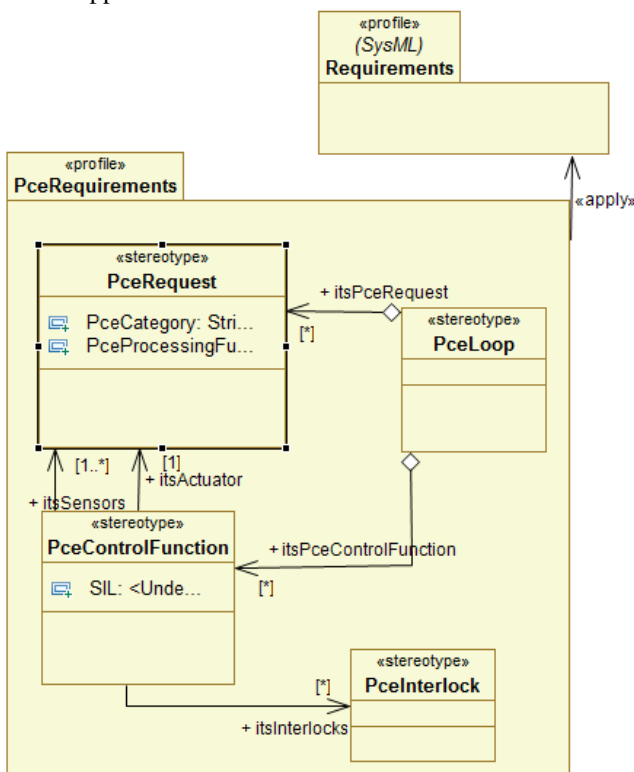 «profile»
(SysML)
Requirements
«profile»
PceRequirements
«apply»
«stereotype»
PceRequest
PceCategory: Stri...
PceProcessingFu...
+ itsPceRequest
[*]
«stereotype»
PceLoop
[1..*]
[1]
+ itsActuator
+ itsSensors
«stereotype»
PceControlFunction
SIL: <Unde...
+ itsPceControlFunction
[*]
«stereotype»
PceInterlock
[*]
+ itsInterlocks